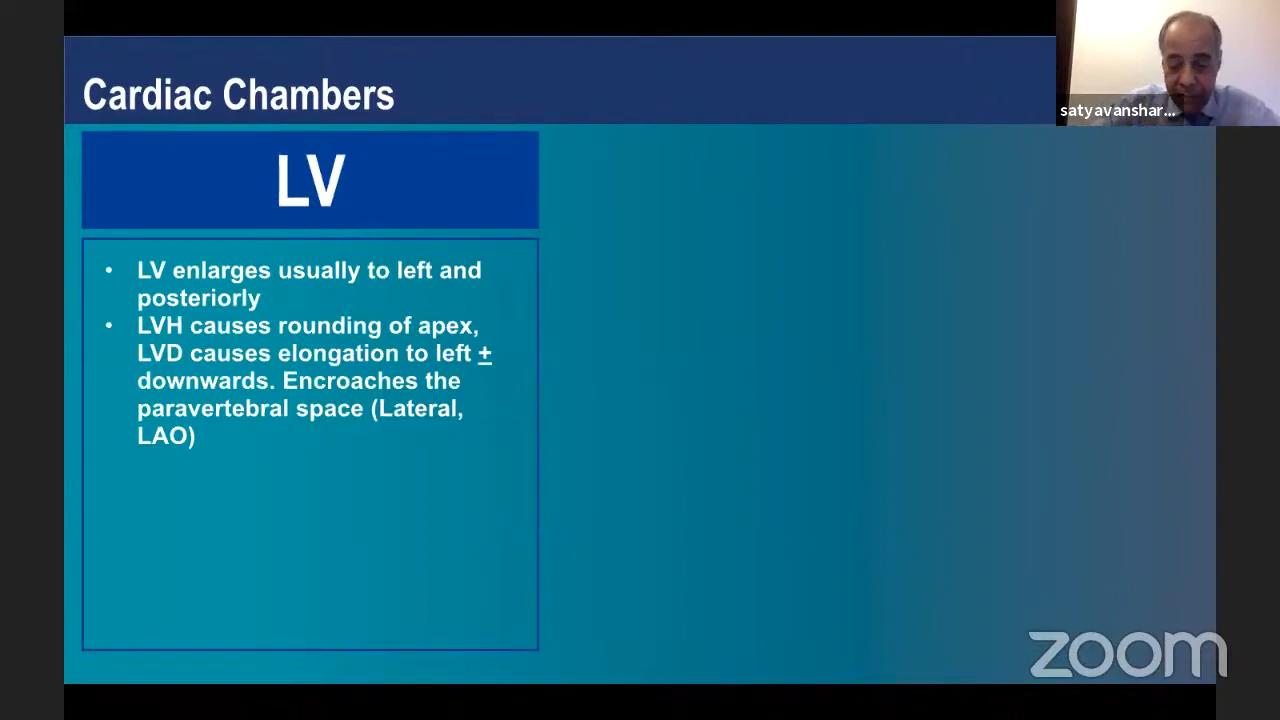 Cardiac Chambers
satyavanshar...
LV
• LV enlarges usually to left and
posteriorly
• LVH causes rounding of apex,
LVD causes elongation to left ±
downwards. Encroaches the
paravertebral space (Lateral,
LAO)
zoom